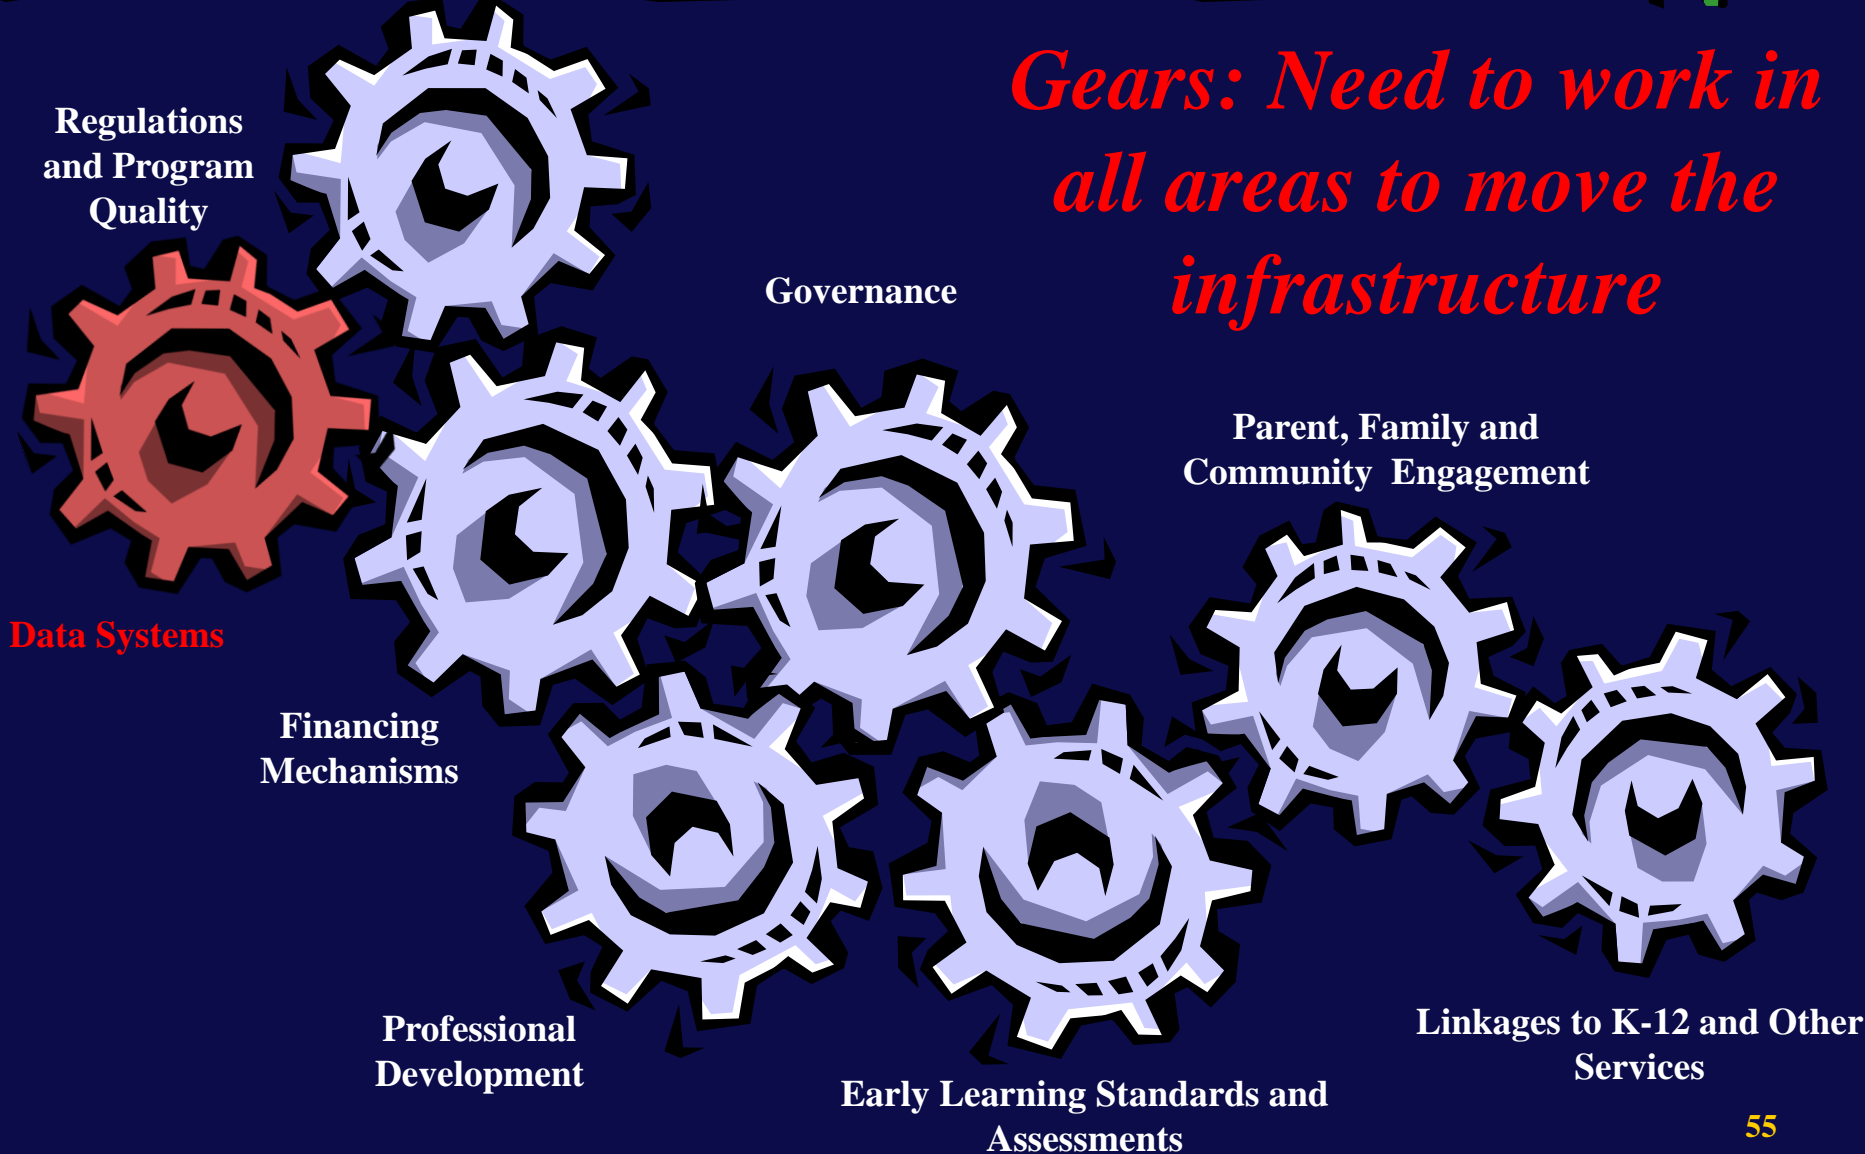 Gears: Need to work in
all areas to move the
infrastructure
Regulations
and Program
Quality
Governance
Parent, Family and
Community  Engagement
Data Systems
Financing
Mechanisms
Professional
Development
Early Learning Standards and
Assessments
Linkages to K-12 and Other
Services
55